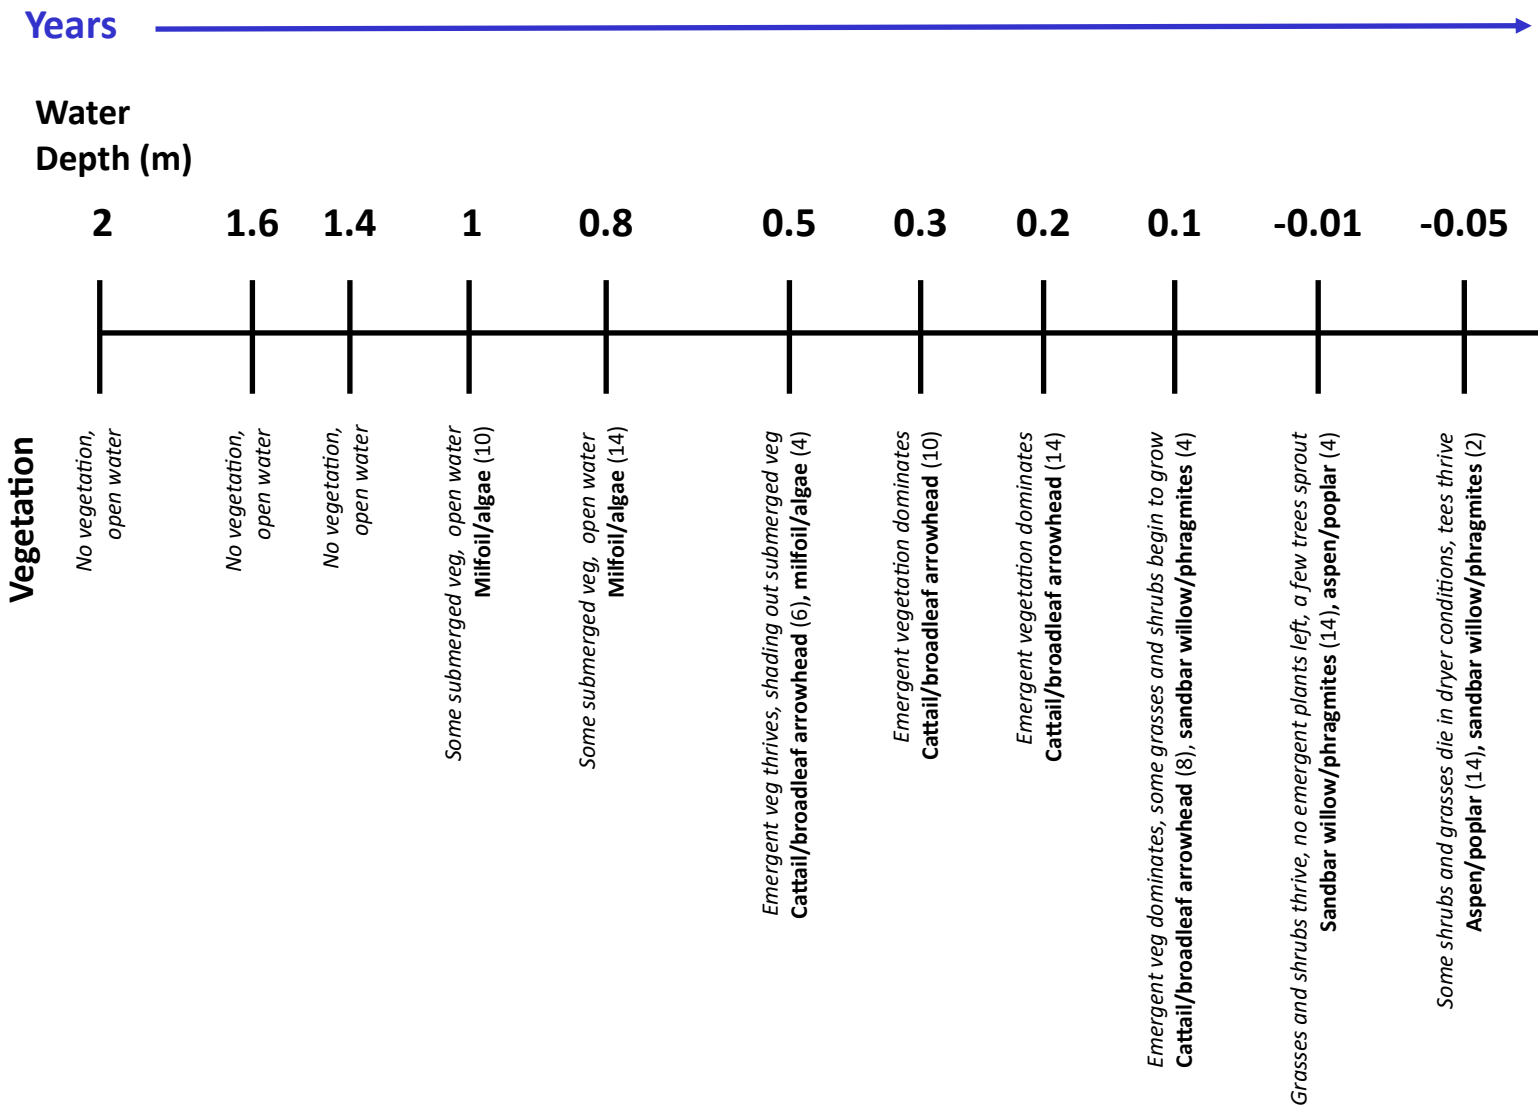 Years
Water
Depth (m)
2
1.6
1.4
1
0.8
0.5
0.3
0.2
0.1
-0.01
-0.05
Vegetation
No vegetation,
open water
No vegetation,
open water
No vegetation,
open water
Some submerged veg, open water
Milfoil/algae (10)
Some submerged veg, open water
Milfoil/algae (14)
Emergent veg thrives, shading out submerged veg
Cattail/broadleaf arrowhead (6), milfoil/algae (4)
Emergent vegetation dominates
Cattail/broadleaf arrowhead (10)
Emergent vegetation dominates
Cattail/broadleaf arrowhead (14)
Emergent veg dominates, some grasses and shrubs begin to grow
Cattail/broadleaf arrowhead (8), sandbar willow/phragmites (4)
Grasses and shrubs thrive, no emergent plants left, a few trees sprout
Sandbar willow/phragmites (14), aspen/poplar (4)
Some shrubs and grasses die in dryer conditions, tees thrive
Aspen/poplar (14), sandbar willow/phragmites (2)